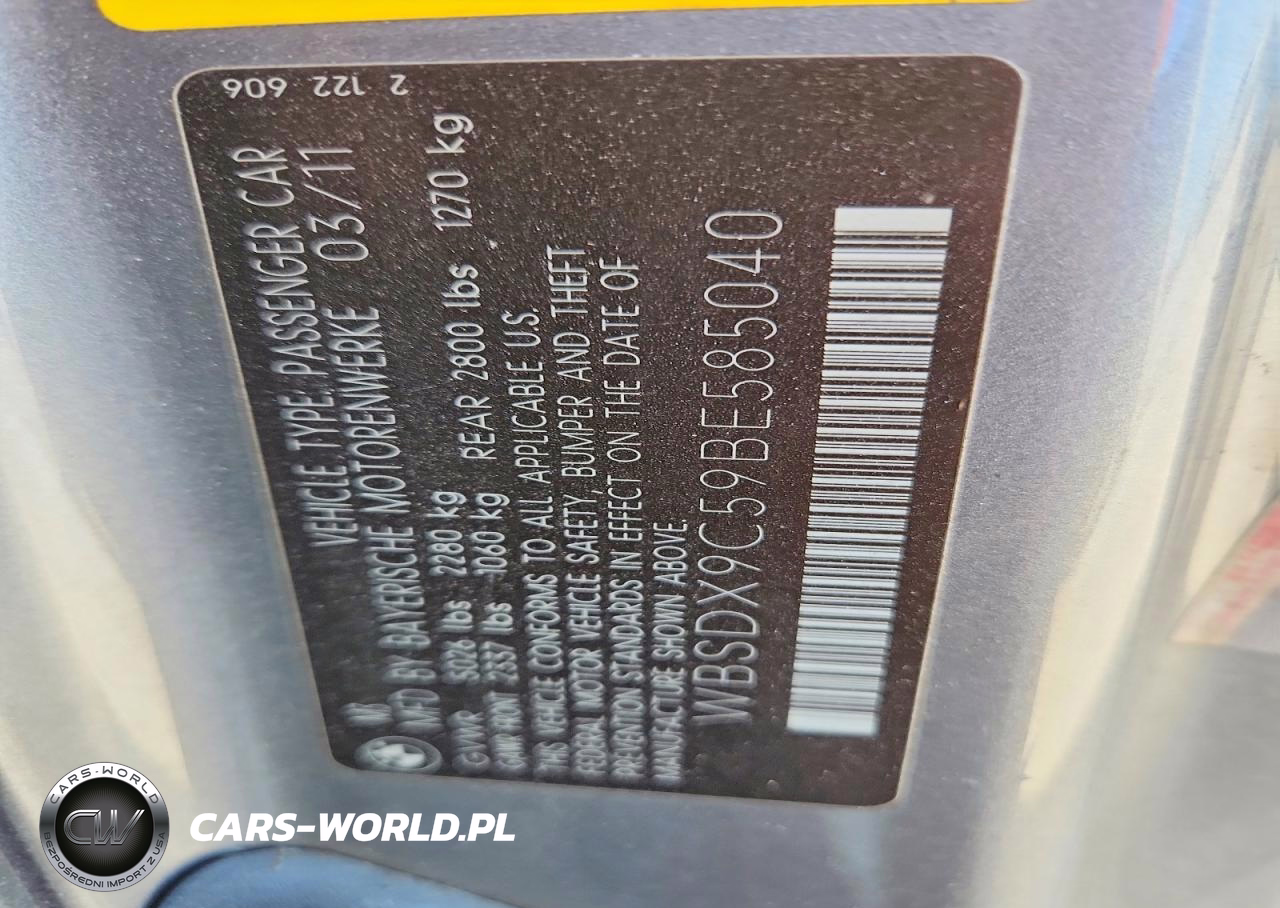 2 122 606
VEHICLE TYPE: PASSENGER CAR
MFD BY BAYERISCHE MOTORENWERKE 03/11
GVWR 5026 lbs 2280 kg
GAWR FRONT 2337 lbs 1060 kg REAR 2800 lbs 1270 kg
THIS VEHICLE CONFORMS TO ALL APPLICABLE U.S.
FEDERAL MOTOR VEHICLE SAFETY, BUMPER AND THEFT
PREVENTION STANDARDS IN EFFECT ON THE DATE OF
MANUFACTURE SHOWN ABOVE.
WBSDX9C59BE585040
CARS-WORLD
CW
BEZPOŚREDNI IMPORT Z USA
CARS-WORLD.PL